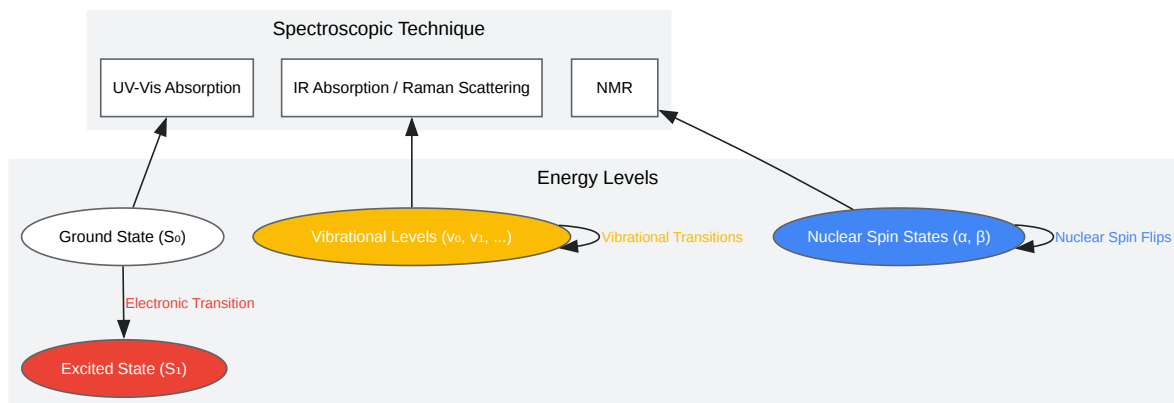 Spectroscopic Technique
UV-Vis Absorption
IR Absorption / Raman Scattering
NMR
Energy Levels
Ground State (S₀)
Vibrational Levels (v₀, v₁, ...)
Vibrational Transitions
Nuclear Spin States (α, β)
Nuclear Spin Flips
Electronic Transition
Excited State (S₁)